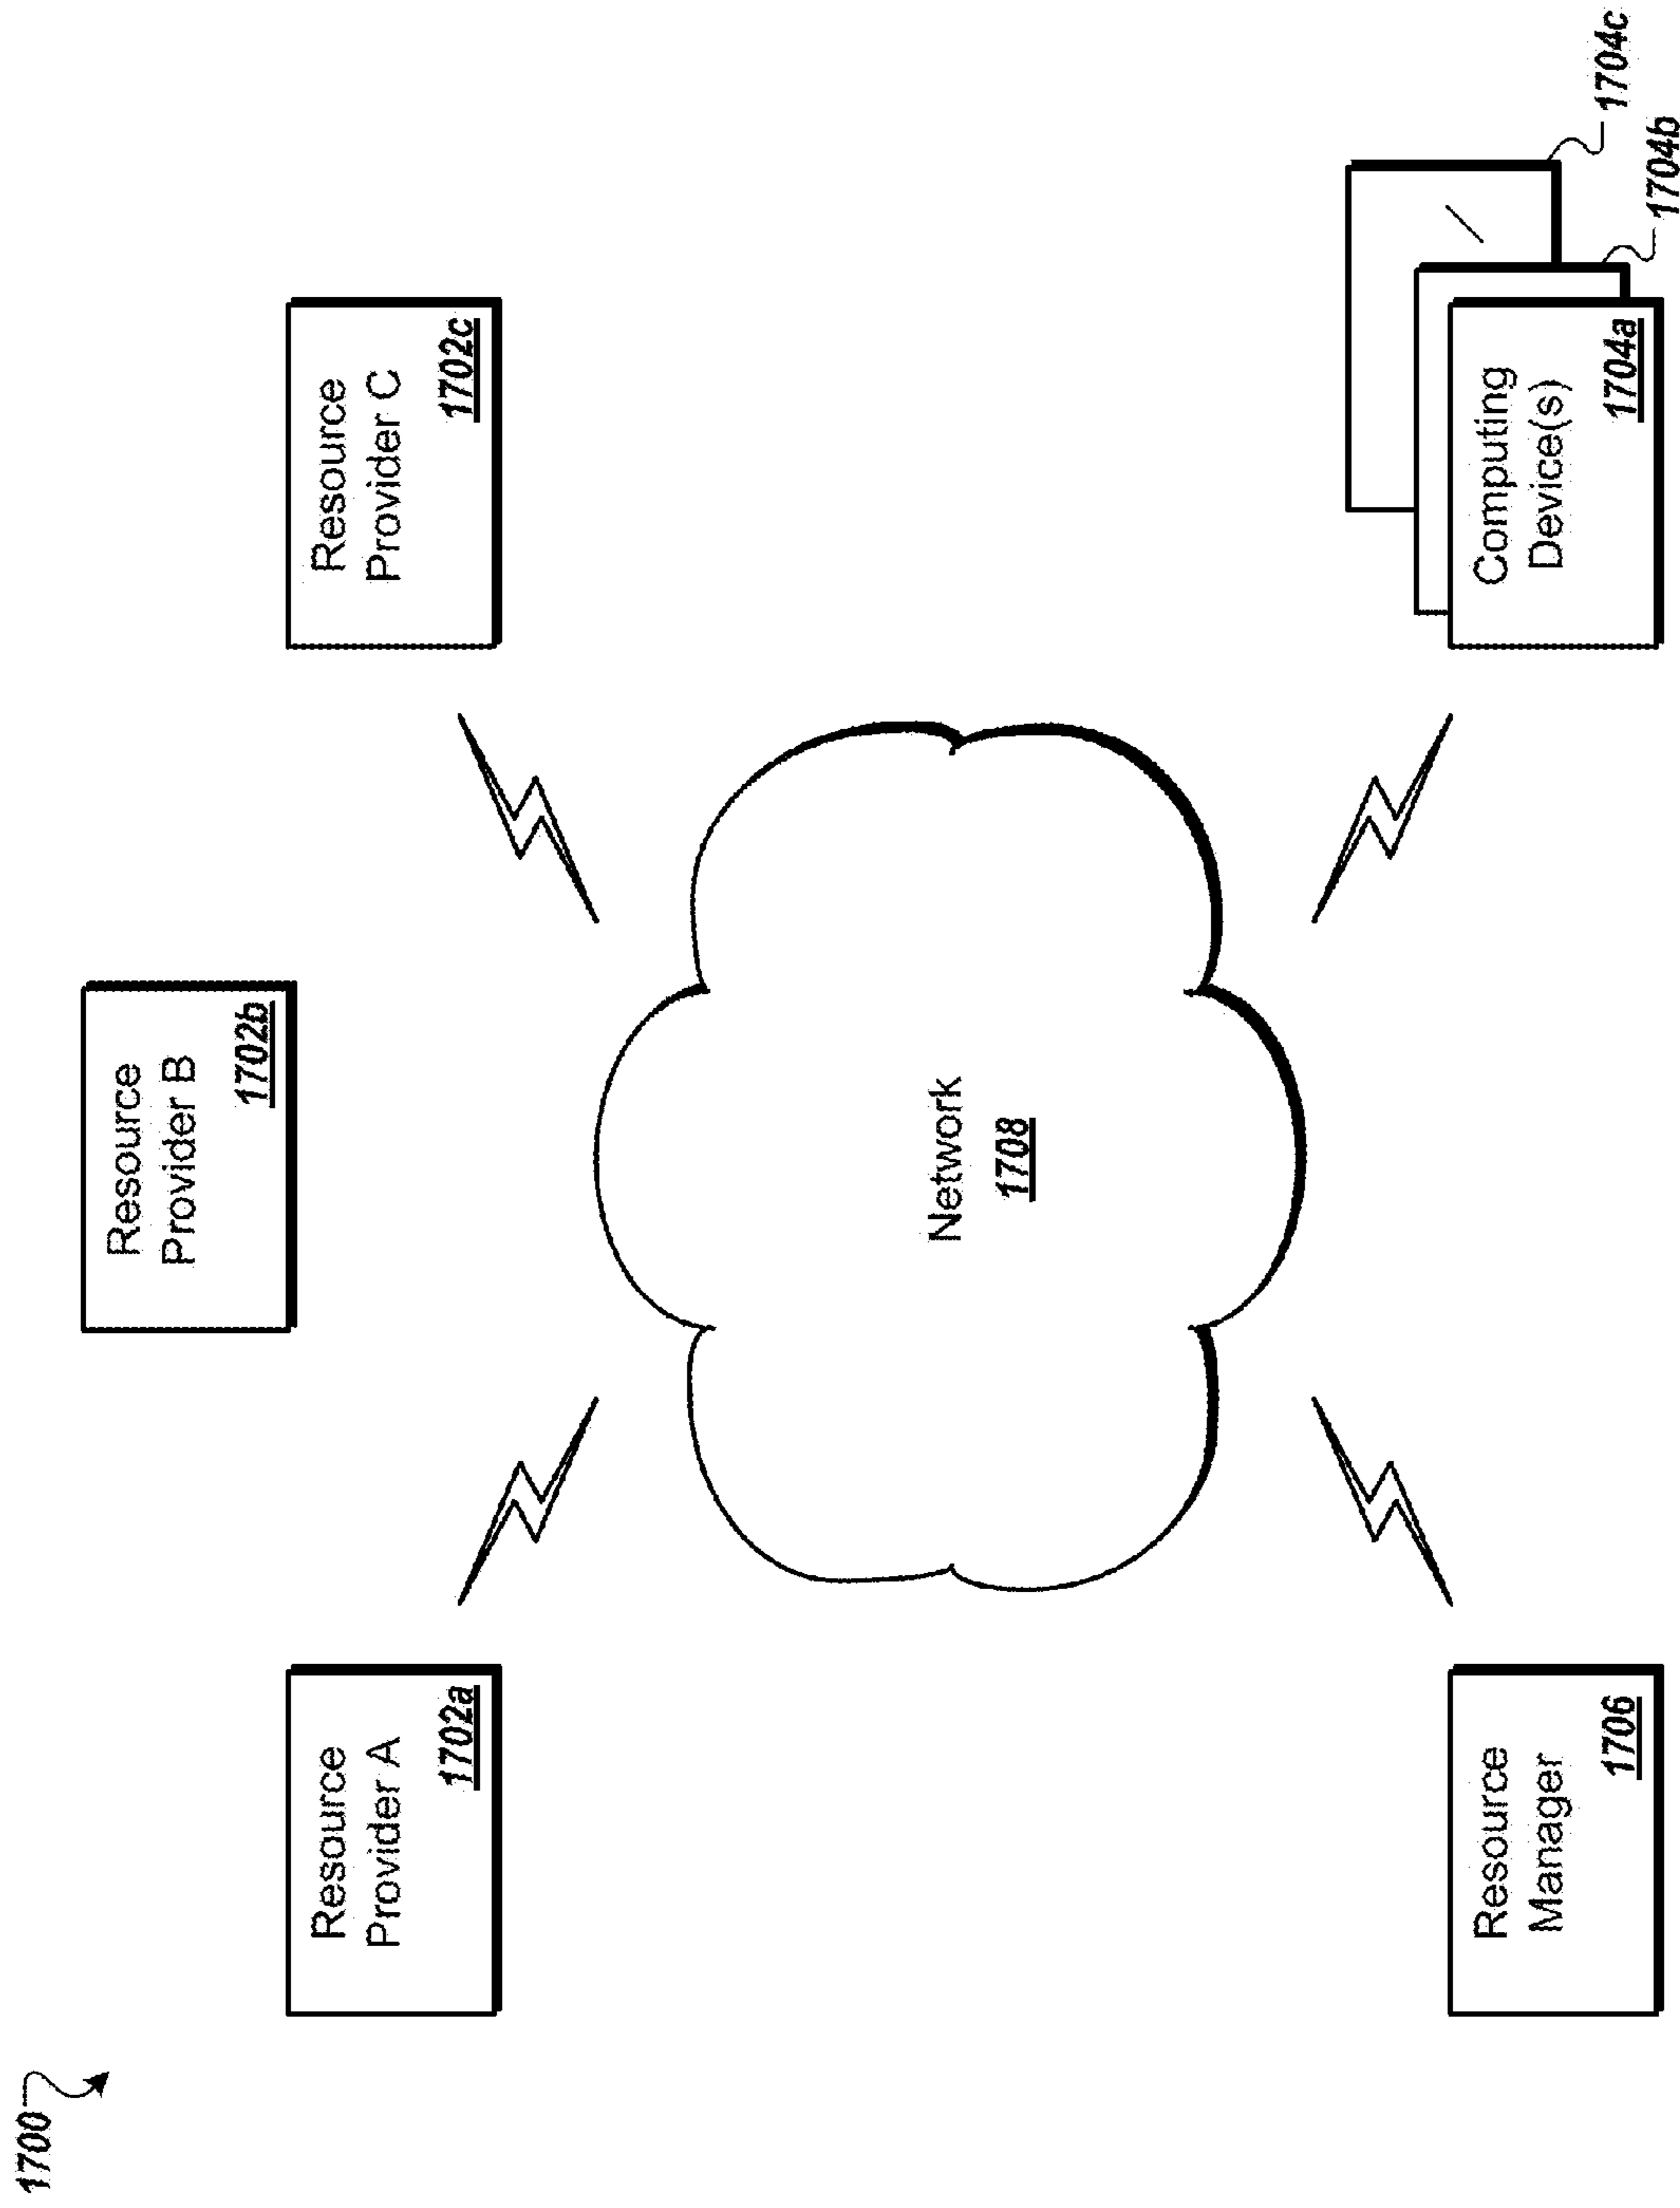 1700
Resource
Provider B
1702b
Resource
Provider A
1702a
Resource
Provider C
1702c
Network
1708
Resource
Manager
1706
Computing
Device(s)
1704a
1704b
1704c